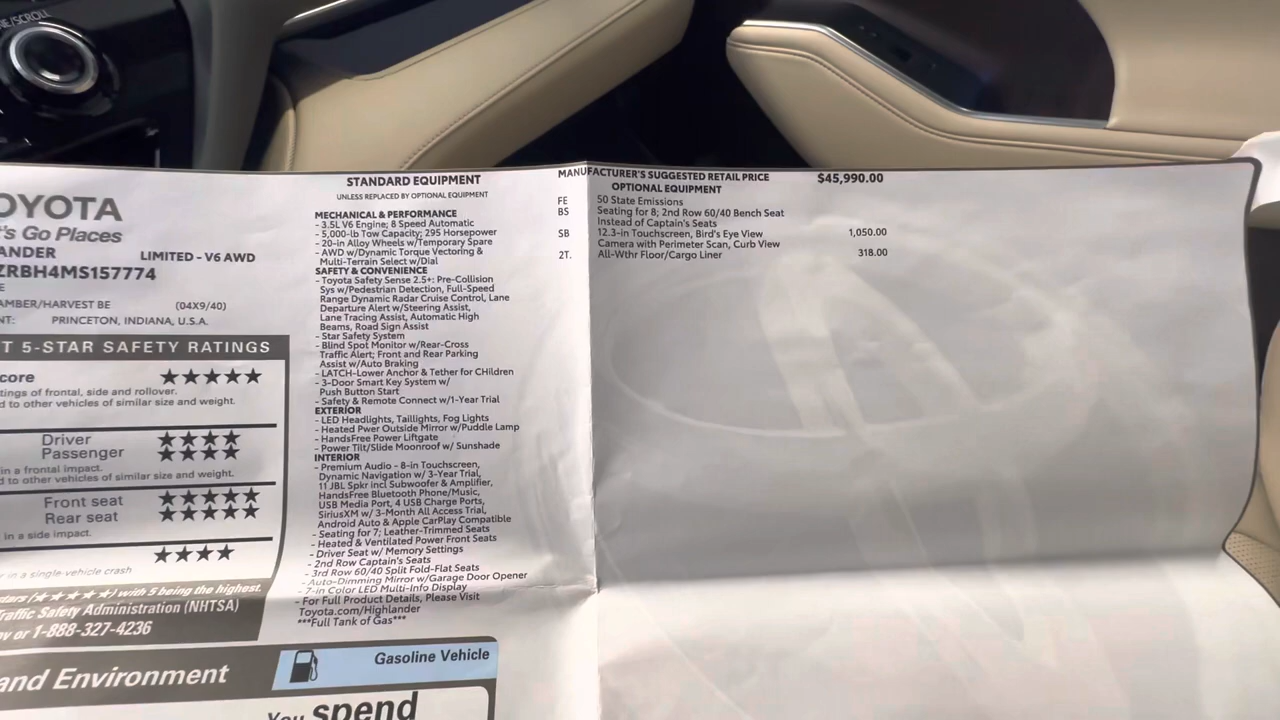 NE/SCROLL
OYOTA
's Go Places
ANDER LIMITED - V6 AWD
ZRBH4MS157774
E
AMBER/HARVEST BE (04X9/40)
NT: PRINCETON, INDIANA, U.S.A.
T 5-STAR SAFETY RATINGS
core ★★★★★
tings of frontal, side and rollover.
d to other vehicles of similar size and weight.
Driver ★★★★
Passenger ★★★★
in a frontal impact.
d to other vehicles of similar size and weight.
Front seat ★★★★★
Rear seat ★★★★★
in a side impact.
★★★★
r in a single-vehicle crash
tars (★★★★★) with 5 being the highest.
raffic Safety Administration (NHTSA)
ov or 1-888-327-4236
and Environment
Gasoline Vehicle
You spend
STANDARD EQUIPMENT
UNLESS REPLACED BY OPTIONAL EQUIPMENT
MECHANICAL & PERFORMANCE
- 3.5L V6 Engine; 8 Speed Automatic
- 5,000-lb Tow Capacity; 295 Horsepower
- 20-in Alloy Wheels w/Temporary Spare
- AWD w/Dynamic Torque Vectoring &
Multi-Terrain Select w/Dial
SAFETY & CONVENIENCE
- Toyota Safety Sense 2.5+: Pre-Collision
Sys w/Pedestrian Detection, Full-Speed
Range Dynamic Radar Cruise Control, Lane
Departure Alert w/Steering Assist,
Lane Tracing Assist, Automatic High
Beams, Road Sign Assist
- Star Safety System
- Blind Spot Monitor w/Rear-Cross
Traffic Alert; Front and Rear Parking
Assist w/Auto Braking
- LATCH-Lower Anchor & Tether for CHildren
- 3-Door Smart Key System w/
Push Button Start
- Safety & Remote Connect w/1-Year Trial
EXTERIOR
- LED Headlights, Taillights, Fog Lights
- Heated Pwer Outside Mirror w/Puddle Lamp
- HandsFree Power Liftgate
- Power Tilt/Slide Moonroof w/ Sunshade
INTERIOR
- Premium Audio - 8-in Touchscreen,
Dynamic Navigation w/ 3-Year Trial,
11 JBL Spkr incl Subwoofer & Amplifier,
HandsFree Bluetooth Phone/Music,
USB Media Port, 4 USB Charge Ports,
SiriusXM w/ 3-Month All Access Trial,
Android Auto & Apple CarPlay Compatible
- Seating for 7; Leather-Trimmed Seats
- Heated & Ventilated Power Front Seats
- Driver Seat w/ Memory Settings
- 2nd Row Captain's Seats
- 3rd Row 60/40 Split Fold-Flat Seats
- Auto-Dimming Mirror w/Garage Door Opener
- 7-in Color LED Multi-Info Display
- For Full Product Details, Please Visit
Toyota.com/Highlander
***Full Tank of Gas***
MANUFACTURER'S SUGGESTED RETAIL PRICE $45,990.00
OPTIONAL EQUIPMENT
FE 50 State Emissions
BS Seating for 8; 2nd Row 60/40 Bench Seat
Instead of Captain's Seats
SB 12.3-in Touchscreen, Bird's Eye View 1,050.00
Camera with Perimeter Scan, Curb View
2T. All-Wthr Floor/Cargo Liner 318.00